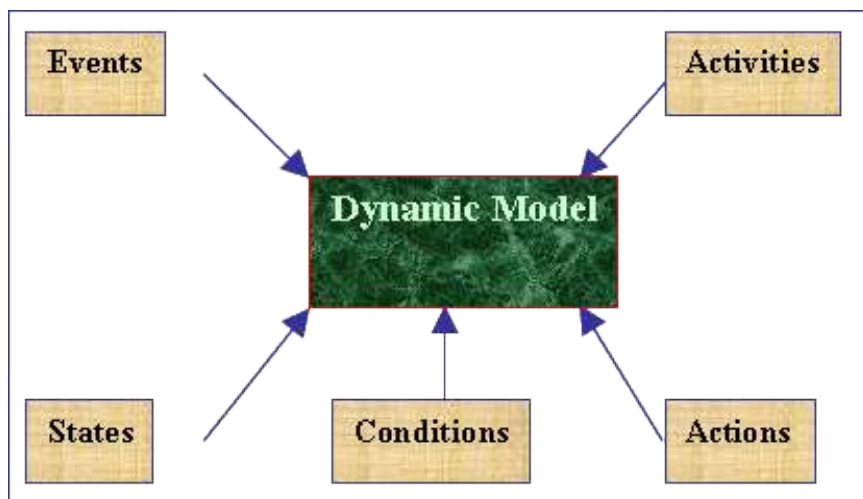 Events
Activities
Dynamic Model
States
Conditions
Actions